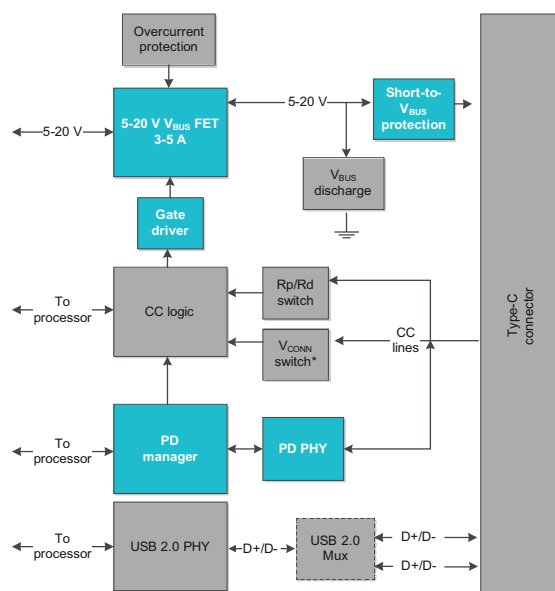 Overcurrent
protection
5-20 V
5-20 V VBUS FET
3-5 A
5-20 V
Short-to-
VBUS
protection
VBUS
discharge
Gate
driver
To
processor
CC logic
Rp/Rd
switch
VCONN
switch*
CC
lines
Type-C
connector
To
processor
PD
manager
PD PHY
To
processor
USB 2.0 PHY
D+/D-
USB 2.0
Mux
D+/D-
D+/D-